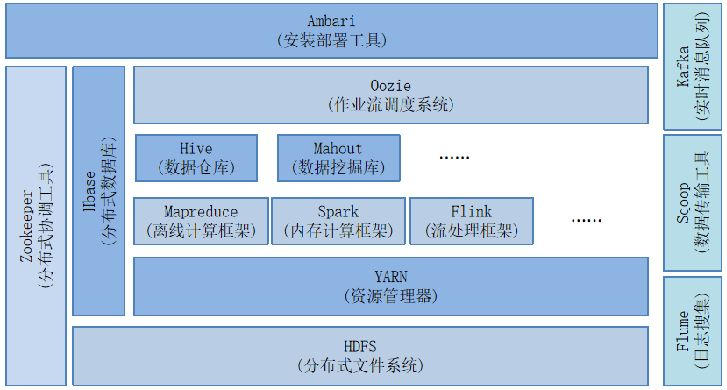 Ambari
(安装部署工具)
Kafka
(实时消息队列)
Zookeeper
(分布式协调工具)
Hbase
(分布式数据库)
Oozie
(作业流调度系统)
Hive
(数据仓库)
Mahout
(数据挖掘库)
......
Scoop
(数据传输工具)
Mapreduce
(离线计算框架)
Spark
(内存计算框架)
Flink
(流处理框架)
......
YARN
(资源管理器)
Flume
(日志搜集)
HDFS
(分布式文件系统)